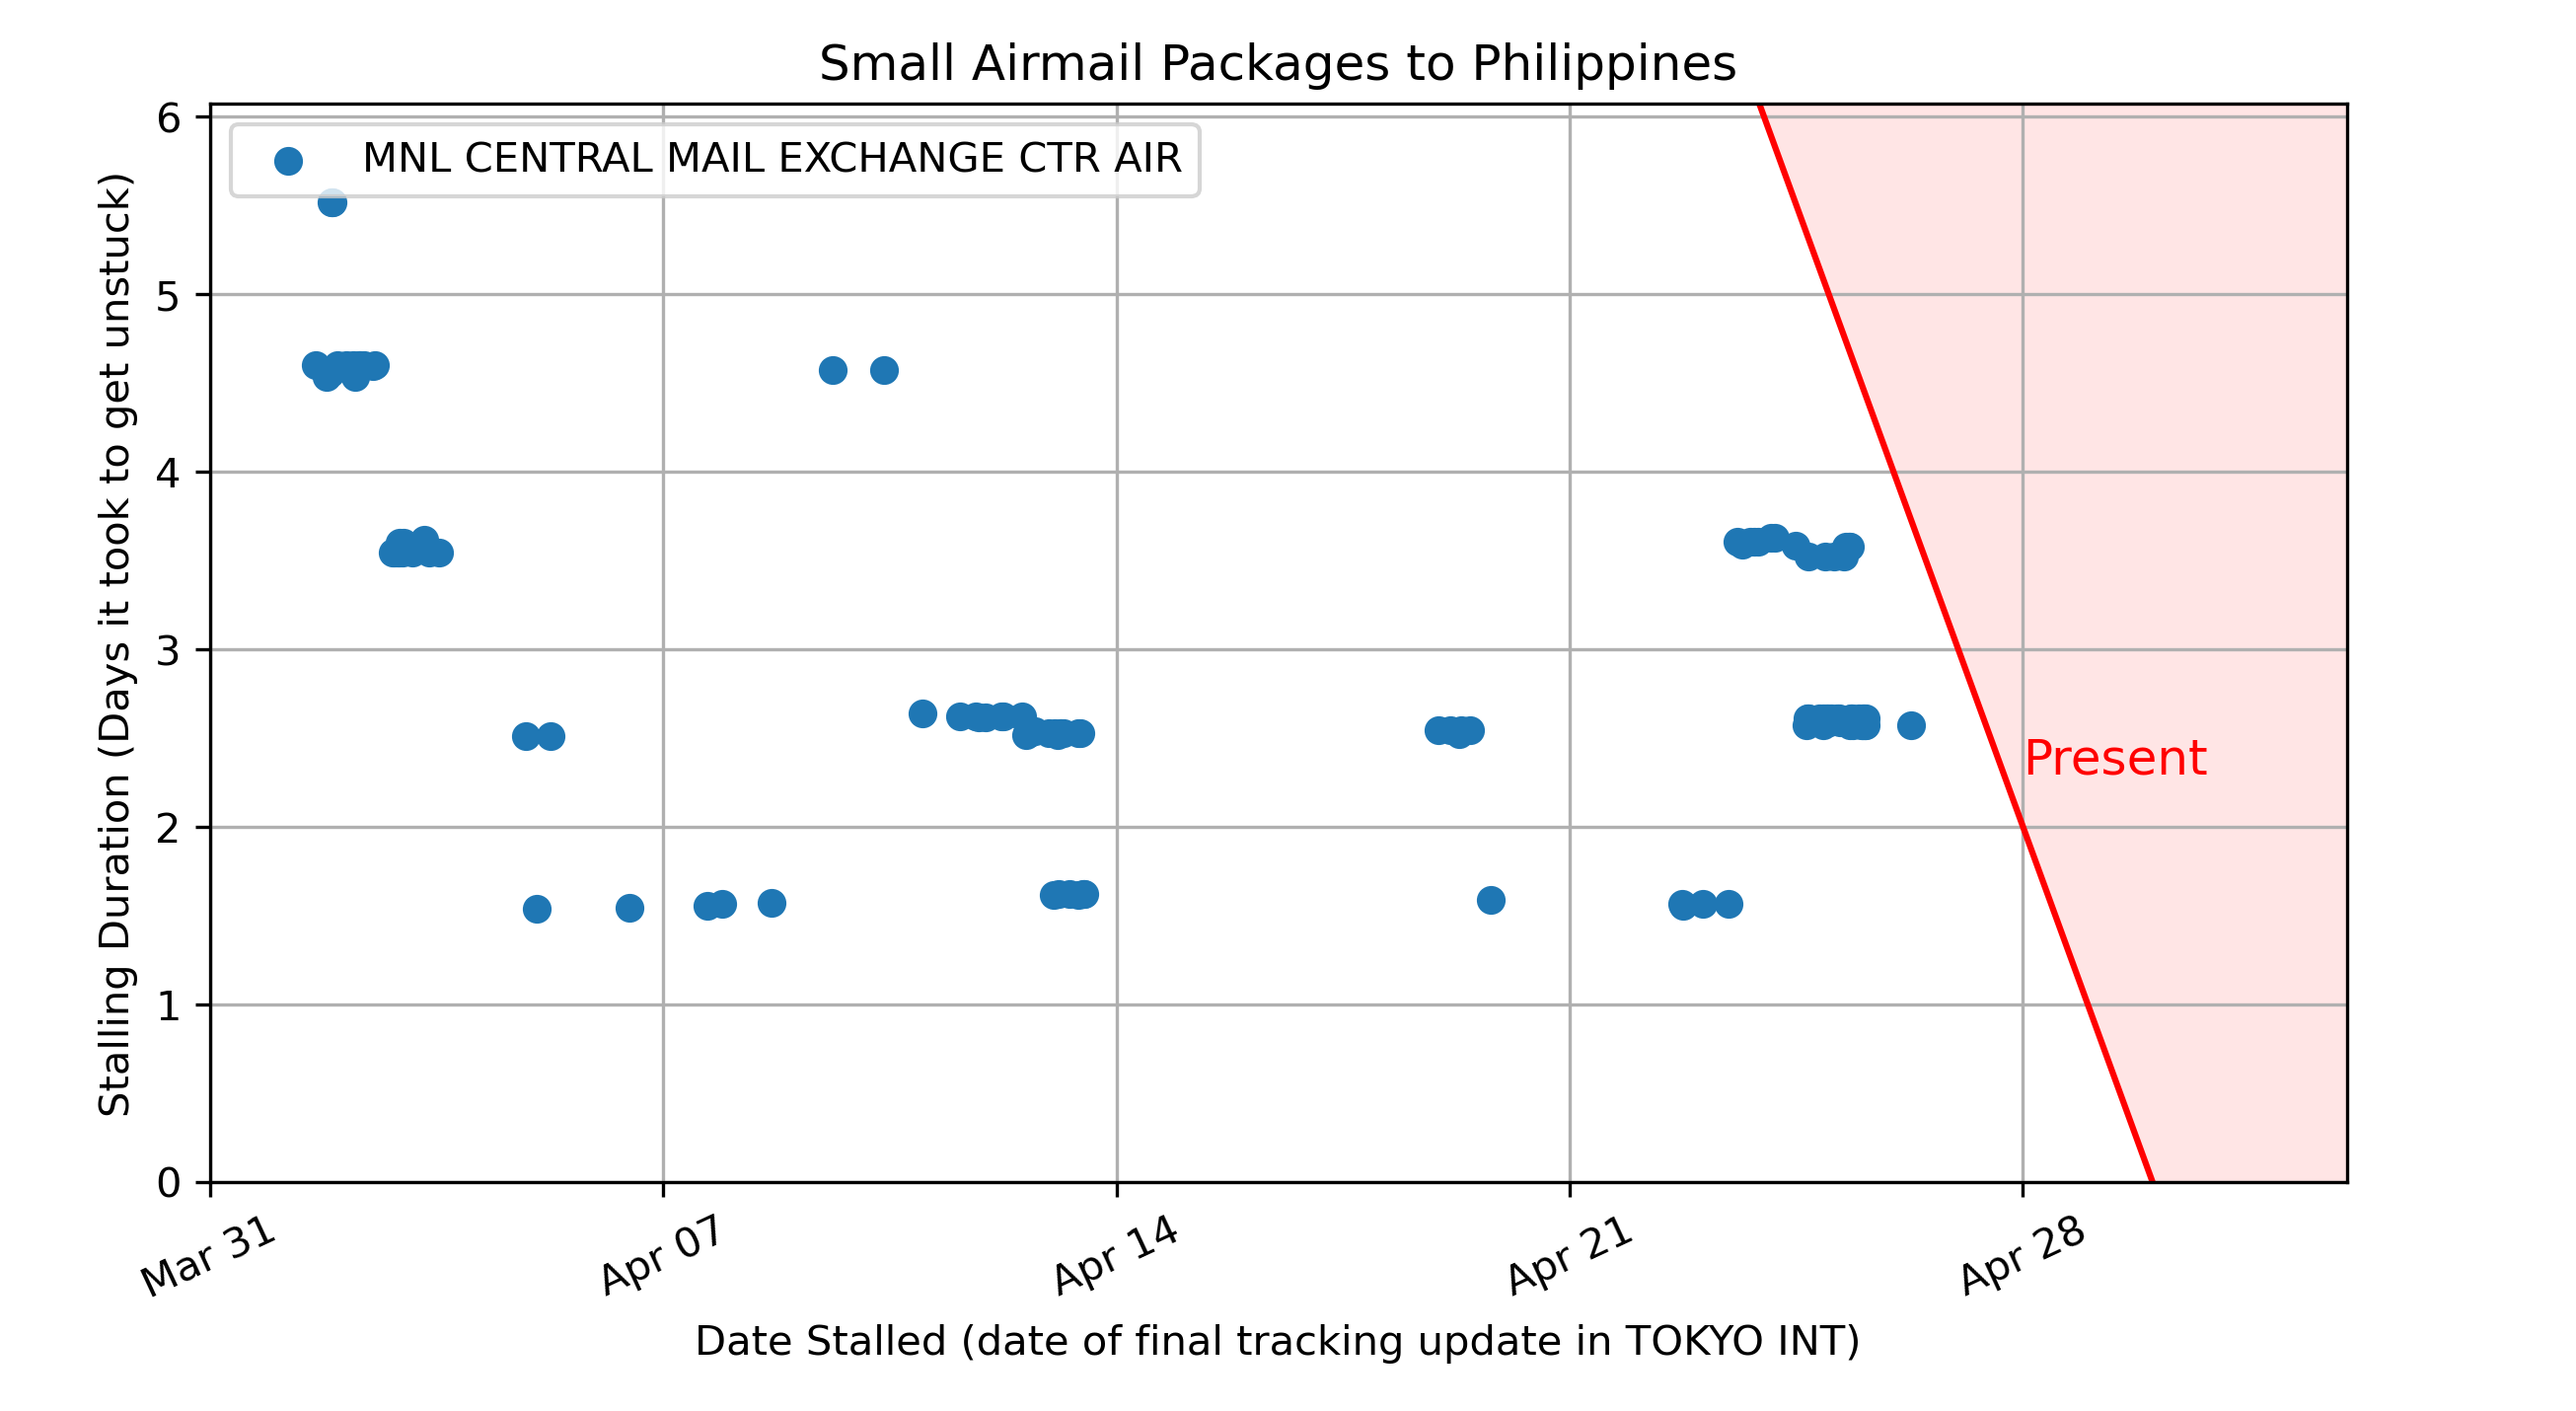 Small Airmail Packages to Philippines
MNL CENTRAL MAIL EXCHANGE CTR AIR
Stalling Duration (Days it took to get unstuck)
6
5
4
3
2
1
0
Present
Mar 31
Apr 07
Apr 14
Apr 21
Apr 28
Date Stalled (date of final tracking update in TOKYO INT)